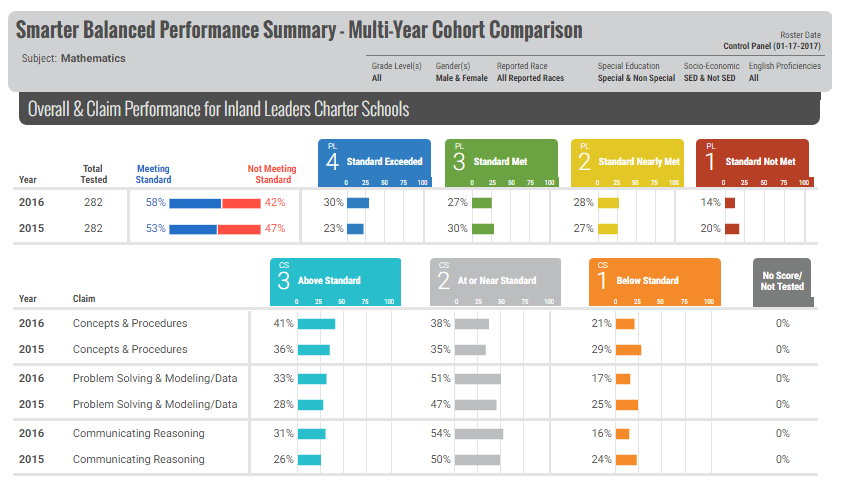 Smarter Balanced Performance Summary - Multi-Year Cohort Comparison
Roster Date
Control Panel (01-17-2017)
Subject: Mathematics
Grade Level(s) Gender(s) Reported Race Special Education Socio-Economic English Proficiencies
All Male & Female All Reported Races Special & Non Special SED & Not SED All
Overall & Claim Performance for Inland Leaders Charter Schools
PL PL PL PL
4 Standard Exceeded 3 Standard Met 2 Standard Nearly Met 1 Standard Not Met
Year Total Tested Meeting Standard Not Meeting Standard 0 25 50 75 100 0 25 50 75 100 0 25 50 75 100 0 25 50 75 100
2016 282 58% 42% 30% 27% 28% 14%
2015 282 53% 47% 23% 30% 27% 20%
CS CS CS
3 Above Standard 2 At or Near Standard 1 Below Standard No Score/ Not Tested
0 25 50 75 100 0 25 50 75 100 0 25 50 75 100
Year Claim
2016 Concepts & Procedures 41% 38% 21% 0%
2015 Concepts & Procedures 36% 35% 29% 0%
2016 Problem Solving & Modeling/Data 33% 51% 17% 0%
2015 Problem Solving & Modeling/Data 28% 47% 25% 0%
2016 Communicating Reasoning 31% 54% 16% 0%
2015 Communicating Reasoning 26% 50% 24% 0%